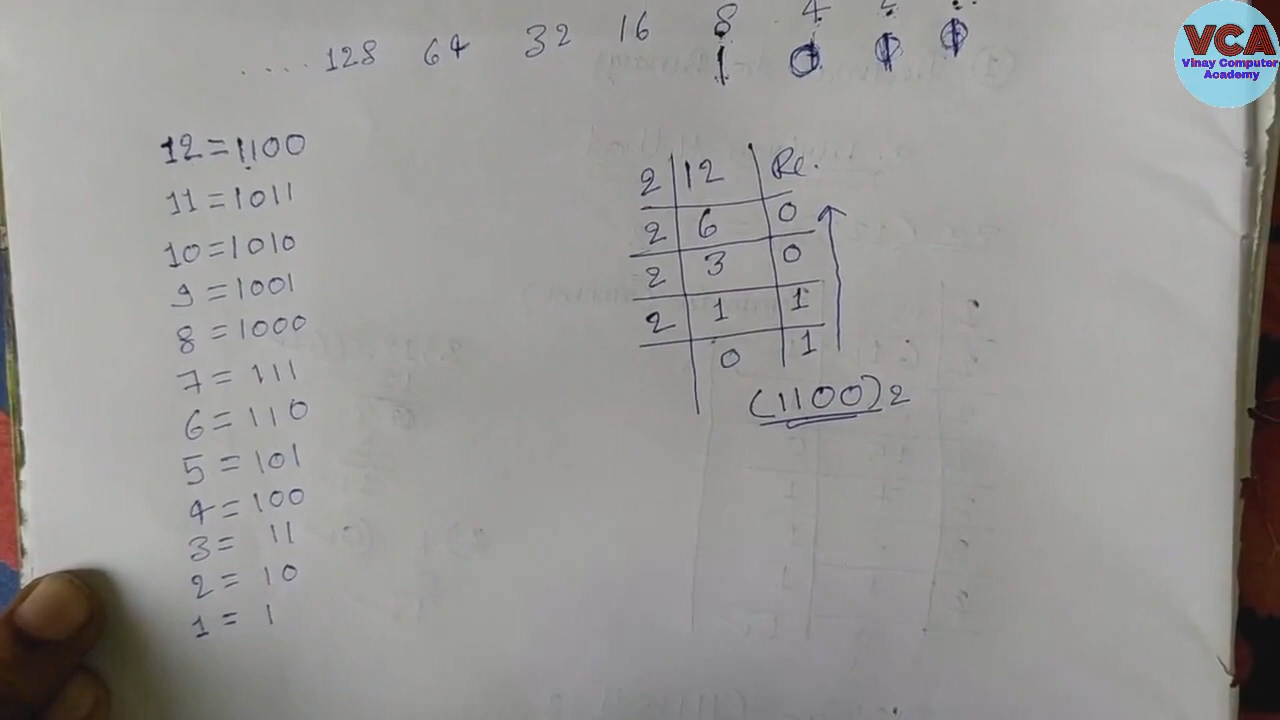 .... 128 64 32 16 8 4
1
VCA
Vinay Computer
Academy
12 = 1100
11 = 1011
10 = 1010
9 = 1001
8 = 1000
7 = 111
6 = 110
5 = 101
4 = 100
3 = 11
2 = 10
1 = 1
2 12 Re.
2 6 0
2 3 0
2 1 1
0 1
(1100)2